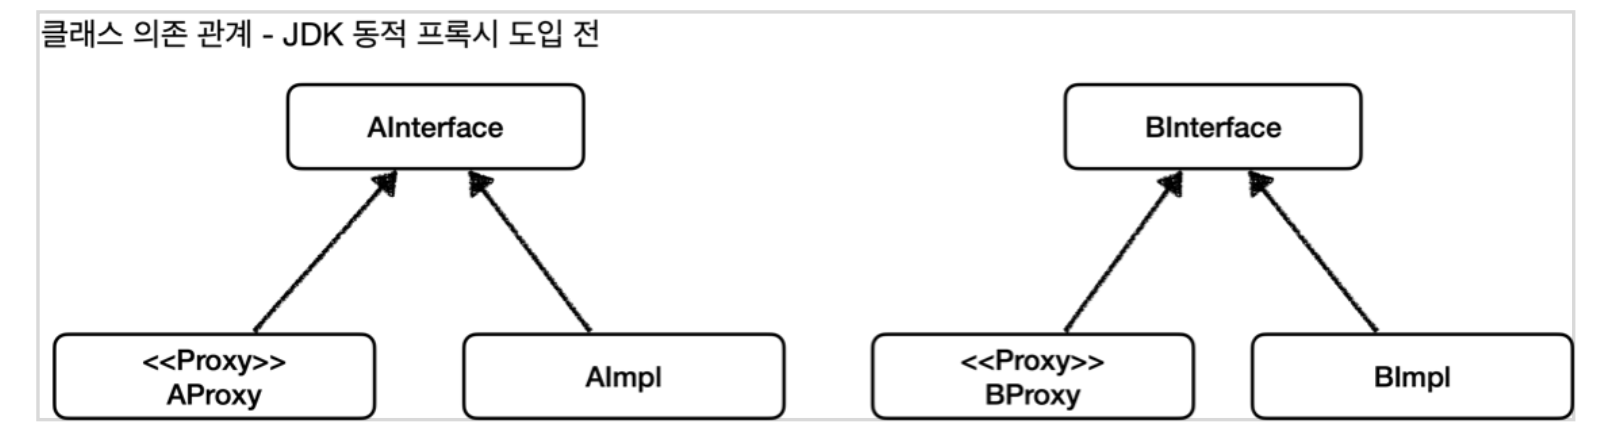 클래스 의존 관계 - JDK 동적 프록시 도입 전
AInterface
BInterface
<<Proxy>>
AProxy
AImpl
<<Proxy>>
BProxy
BImpl